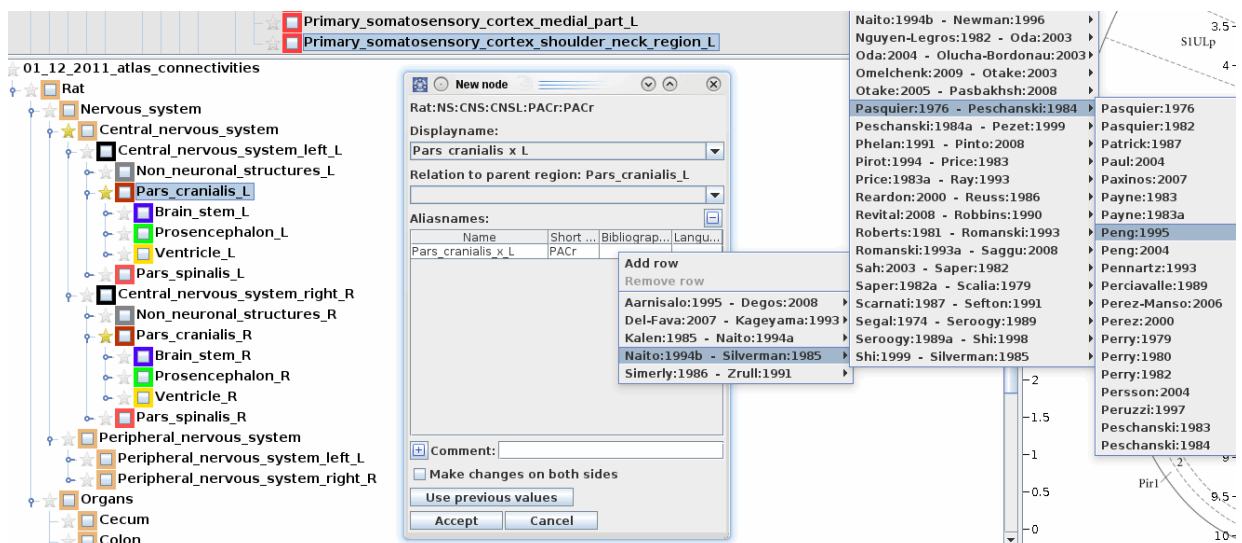 Primary_somatosensory_cortex_medial_part_L
Primary_somatosensory_cortex_shoulder_neck_region_L
01_12_2011_atlas_connectivities
Rat
Nervous_system
Central_nervous_system
Central_nervous_system_left_L
Non_neuronal_structures_L
Pars_cranialis_L
Brain_stem_L
Prosencephalon_L
Ventricle_L
Pars_spinalis_L
Central_nervous_system_right_R
Non_neuronal_structures_R
Pars_cranialis_R
Brain_stem_R
Prosencephalon_R
Ventricle_R
Pars_spinalis_R
Peripheral_nervous_system
Peripheral_nervous_system_left_L
Peripheral_nervous_system_right_R
Organs
Cecum
Colon
New node
Rat:NS:CNS:CNSL:PACr:PACr
Displayname:
Pars cranialis x L
Relation to parent region: Pars_cranialis_L
Aliasnames:
Name Short ... Bibliograp... Langu...
Pars_cranialis_x_L PACr
Comment:
Make changes on both sides
Use previous values
Accept Cancel
Add row
Remove row
Aarnisalo:1995 - Degos:2008
Del-Fava:2007 - Kageyama:1993
Kalen:1985 - Naito:1994a
Naito:1994b - Silverman:1985
Simerly:1986 - Zrull:1991
Naito:1994b - Newman:1996
Nguyen-Legros:1982 - Oda:2003
Oda:2004 - Olucha-Bordonau:2003
Omelchenk:2009 - Otake:2003
Otake:2005 - Pasbakhsh:2008
Pasquier:1976 - Peschanski:1984
Peschanski:1984a - Pezet:1999
Phelan:1991 - Pinto:2008
Pirot:1994 - Price:1983
Price:1983a - Ray:1993
Reardon:2000 - Reuss:1986
Revital:2008 - Robbins:1990
Roberts:1981 - Romanski:1993
Romanski:1993a - Saggu:2008
Sah:2003 - Saper:1982
Saper:1982a - Scalia:1979
Scarnati:1987 - Sefton:1991
Segal:1974 - Seroogy:1989
Seroogy:1989a - Shi:1998
Shi:1999 - Silverman:1985
Pasquier:1976
Pasquier:1982
Patrick:1987
Paul:2004
Paxinos:2007
Payne:1983
Payne:1983a
Peng:1995
Peng:2004
Pennartz:1993
Perciavalle:1989
Perez-Manso:2006
Perez:2000
Perry:1979
Perry:1980
Perry:1982
Persson:2004
Peruzzi:1997
Peschanski:1983
Peschanski:1984
3.5
S1ULp
4
2
1.5
1
0.5
0
2
Pir1
9
9.5
10